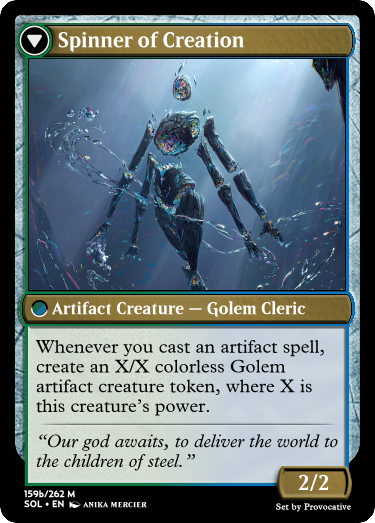 Spinner of Creation
Artifact Creature — Golem Cleric
Whenever you cast an artifact spell,
create an X/X colorless Golem
artifact creature token, where X is
this creature's power.
“Our god awaits, to deliver the world to
the children of steel.”
2/2
159b/262 M
SOL • EN ANIKA MERCIER
Set by Provocative